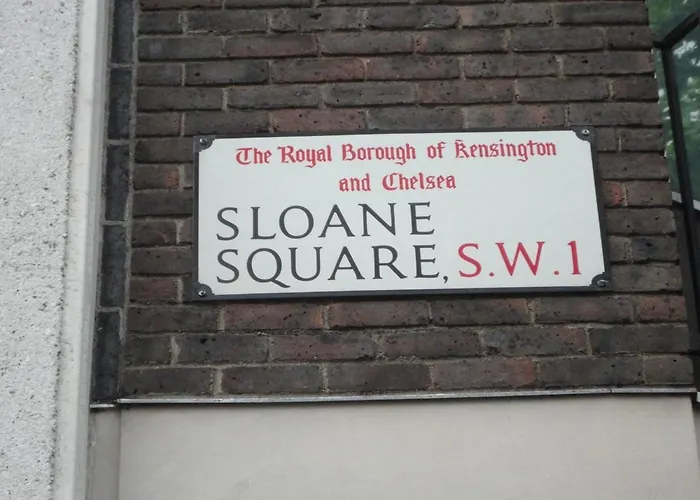 The Royal Borough of Kensington
and Chelsea
SLOANE
SQUARE, S.W.1